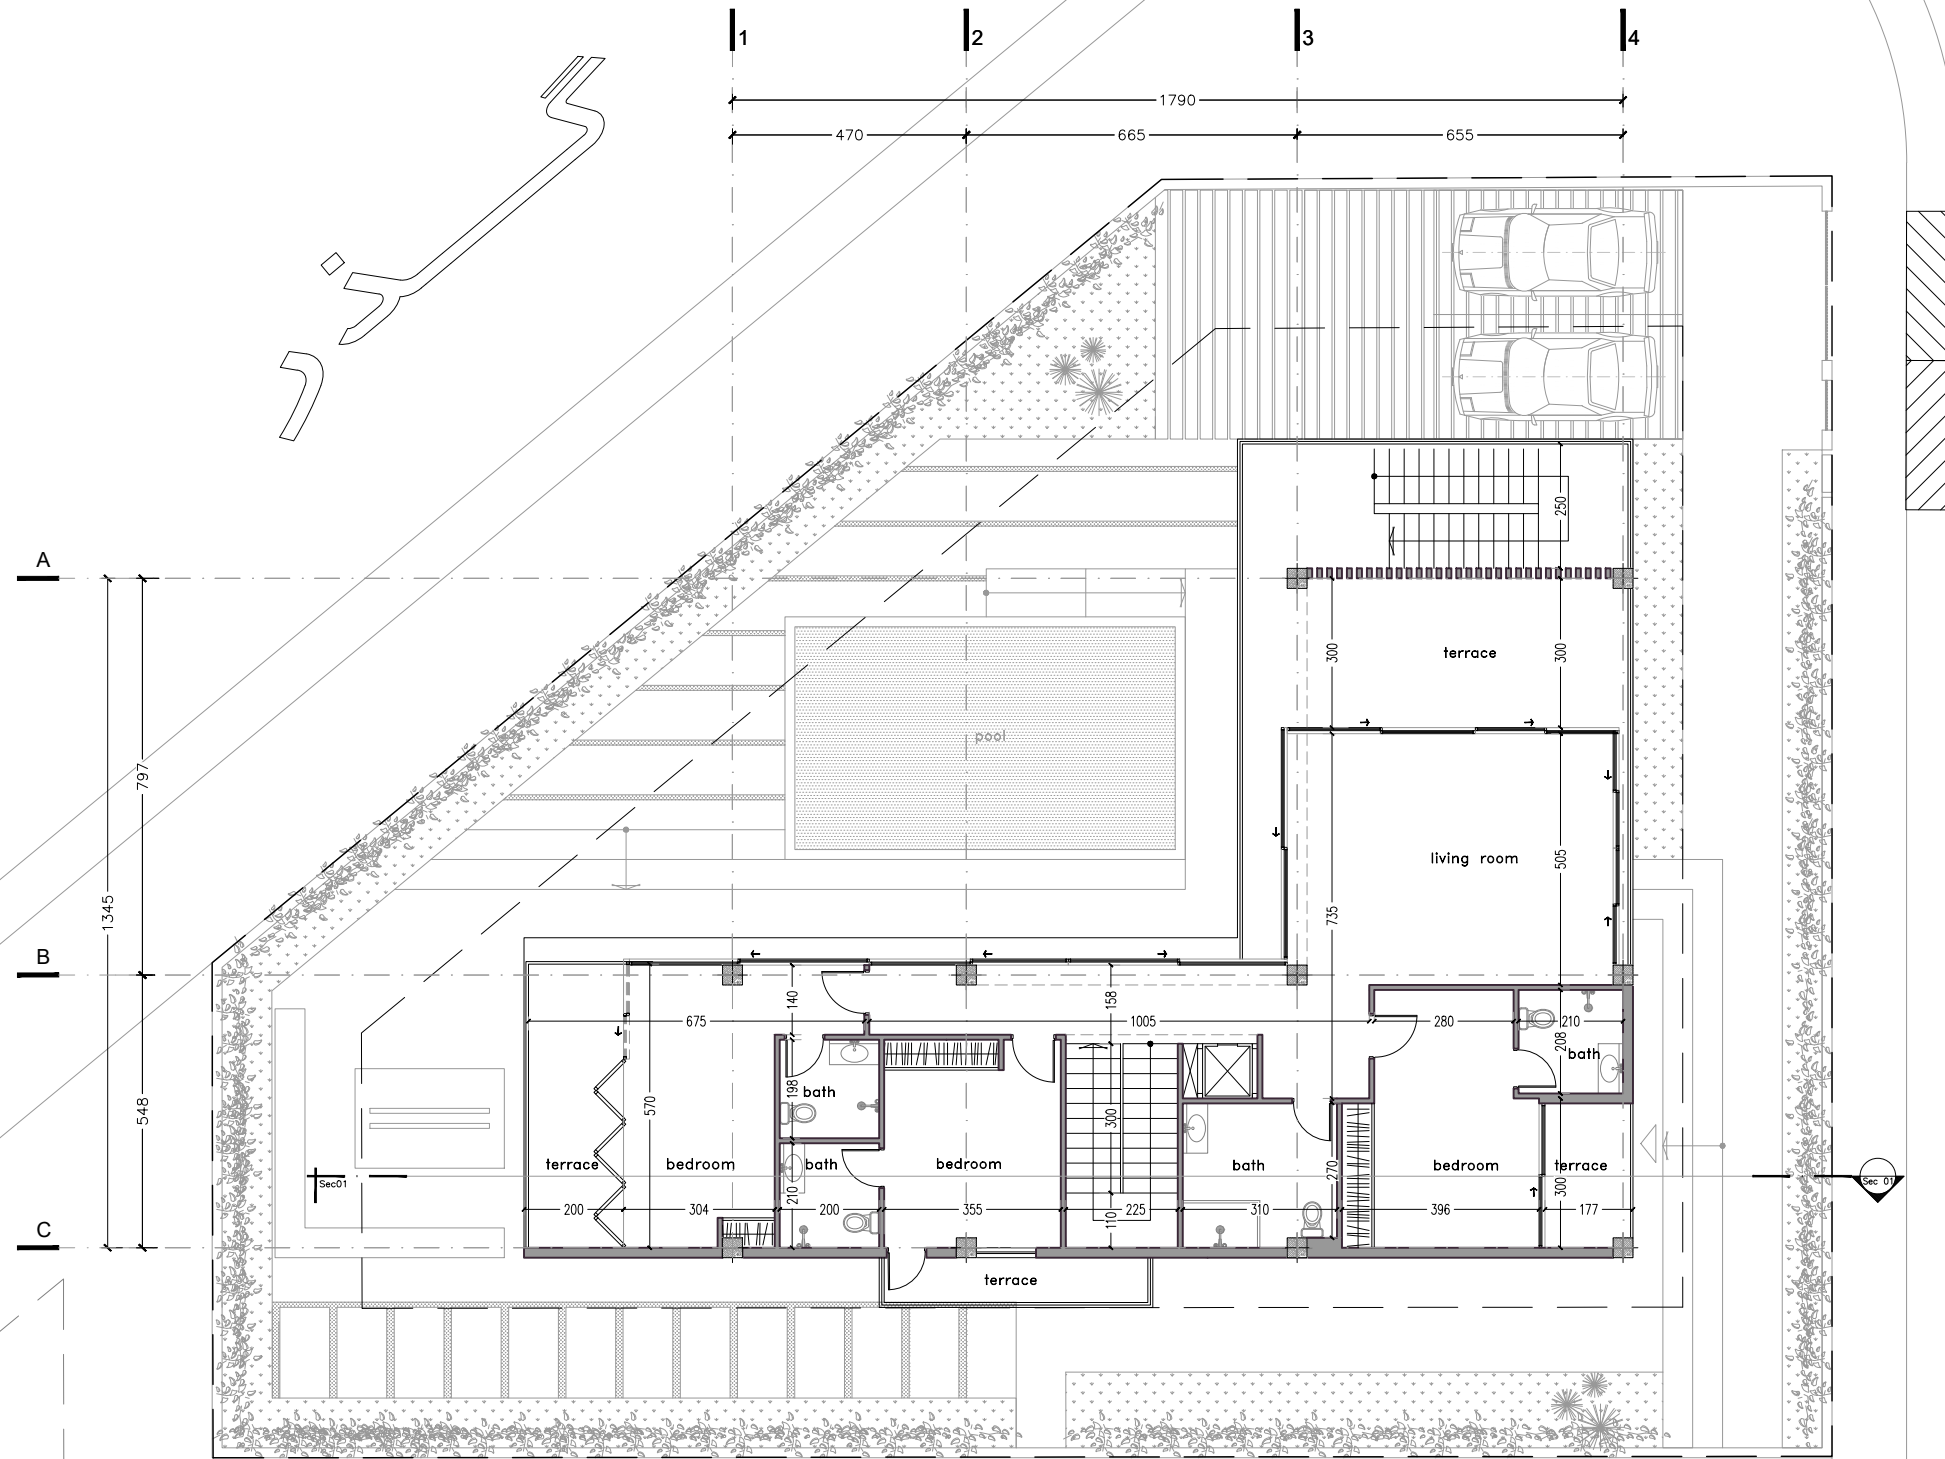 1
2
3
4
1790
470
665
655
گذر
A
B
C
797
1345
548
250
300
terrace
300
pool
living room
505
735
675
140
158
1005
280
210
208
bath
570
198
bath
300
terrace
bedroom
bath
210
bedroom
bath
270
bedroom
terrace
300
200
304
200
355
110
225
310
396
177
terrace
Sec01
Sec 01